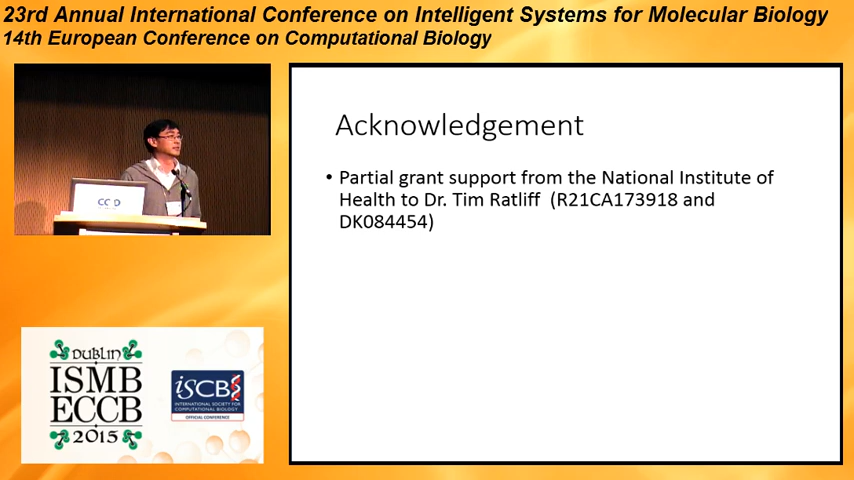 23rd Annual International Conference on Intelligent Systems for Molecular Biology
14th European Conference on Computational Biology
Acknowledgement
• Partial grant support from the National Institute of
Health to Dr. Tim Ratliff (R21CA173918 and
DK084454)
DUBLIN
ISMB
ECCB
2015
ISCB
INTERNATIONAL SOCIETY FOR
COMPUTATIONAL BIOLOGY
OFFICIAL CONFERENCE